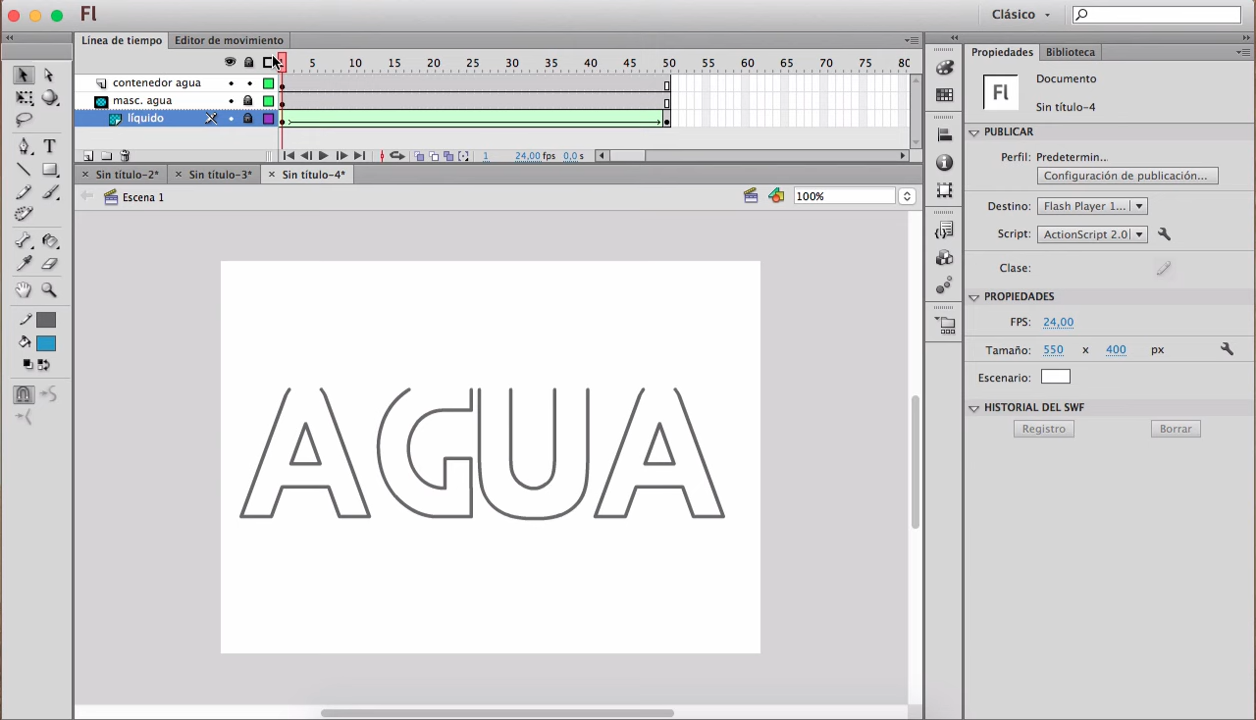 Fl
Clásico
Línea de tiempo
Editor de movimiento
5 10 15 20 25 30 35 40 45 50 55 60 65 70 75 80
contenedor agua
masc. agua
líquido
1 24,00 fps 0,0 s
Sin título-2*
Sin título-3*
Sin título-4*
Escena 1
100%
AGUA
Propiedades
Biblioteca
Fl
Documento
Sin título-4
PUBLICAR
Perfil: Predetermin...
Configuración de publicación...
Destino: Flash Player 1...
Script: ActionScript 2.0
Clase:
PROPIEDADES
FPS: 24,00
Tamaño: 550 x 400 px
Escenario:
HISTORIAL DEL SWF
Registro
Borrar